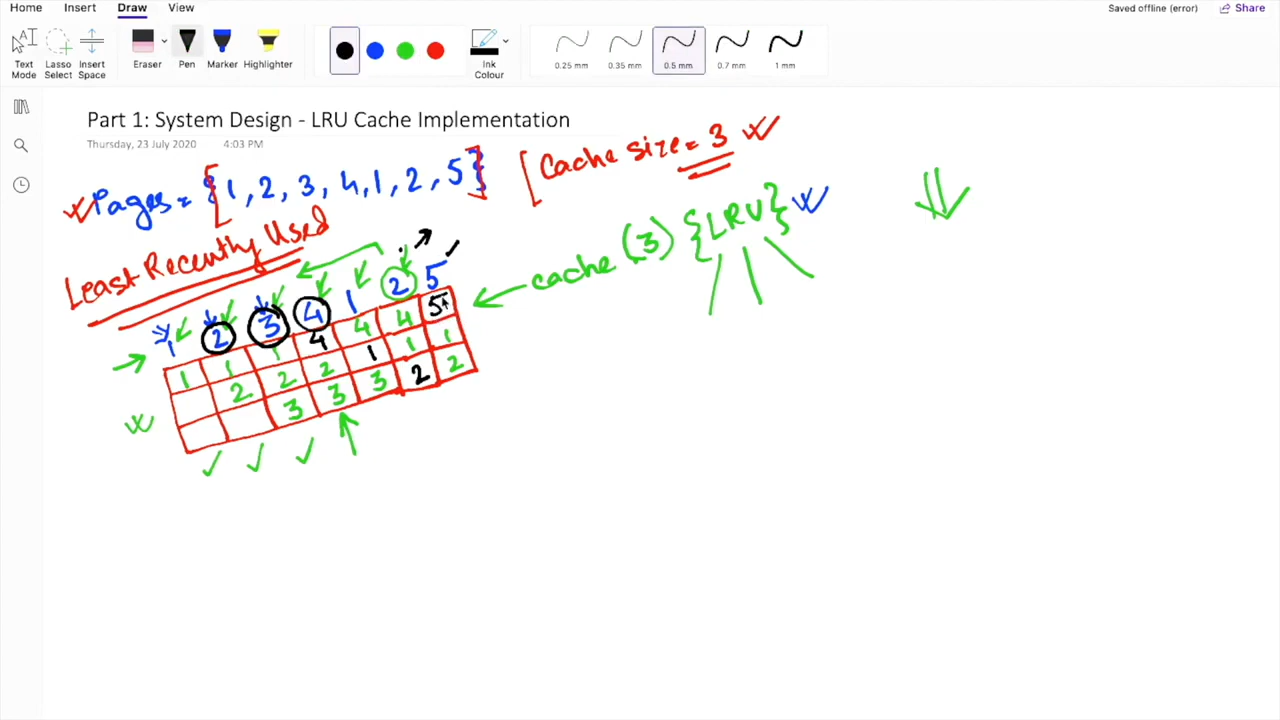 Home Insert Draw View
Saved offline (error) Share
Text Mode
Lasso Select
Insert Space
Eraser
Pen
Marker
Highlighter
Ink Colour
0.25 mm 0.35 mm 0.5 mm 0.7 mm 1 mm
Part 1: System Design - LRU Cache Implementation
Thursday, 23 July 2020 4:03 PM
Pages = {1, 2, 3, 4, 1, 2, 5}
[Cache size = 3
Least Recently Used
cache (3) {LRU}
1 2 3 4 1 2 5
1 1 1 4 4 4 5
2 2 2 1 1 1
3 3 3 2 2